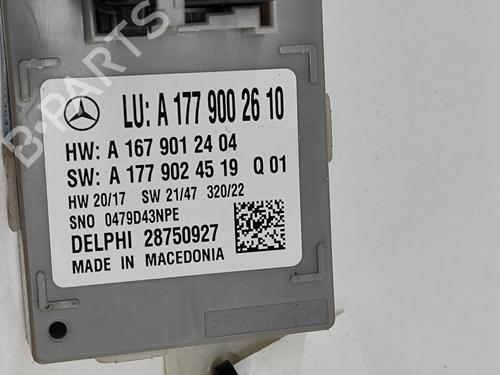 LU: A 177 900 26 10
HW: A 167 901 24 04
SW: A 177 902 45 19 Q 01
HW 20/17 SW 21/47 320/22
SNO 0479D43NPE
DELPHI 28750927
MADE IN MACEDONIA
B-PARTS